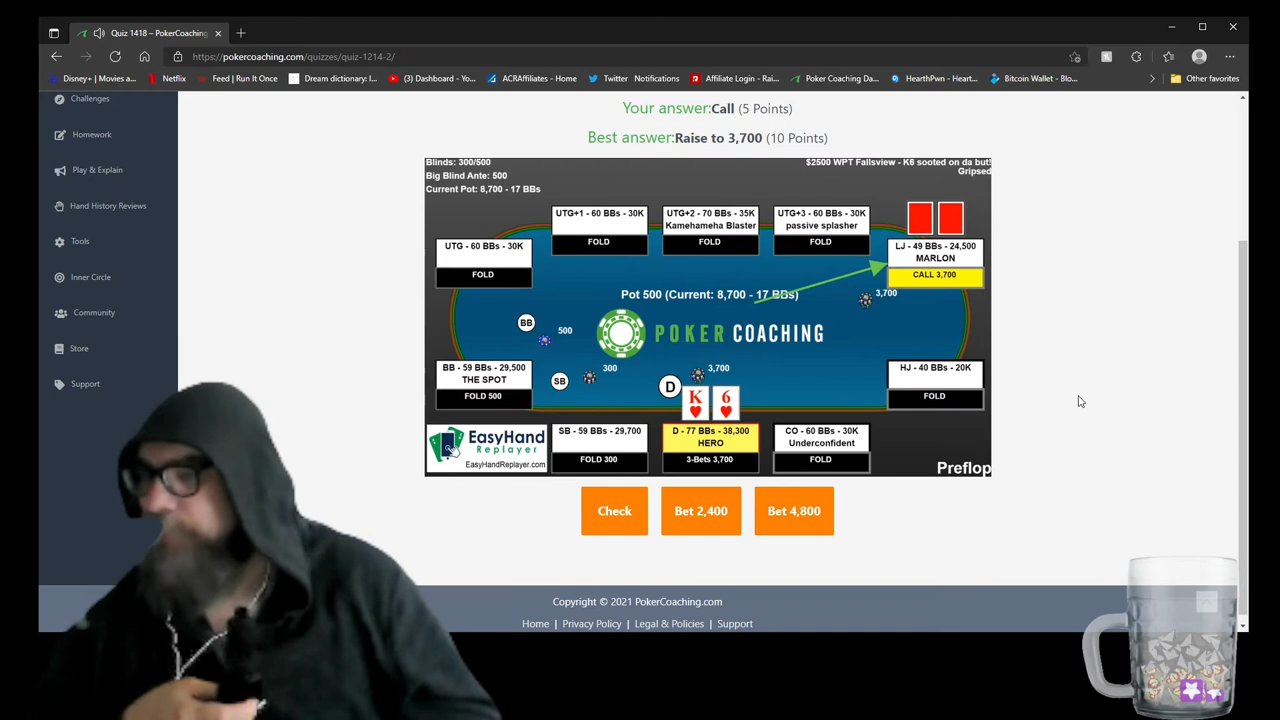 Quiz 1418 – PokerCoaching
https://pokercoaching.com/quizzes/quiz-1214-2/
Disney+ | Movies a... Netflix Feed | Run It Once Dream dictionary: I... (3) Dashboard - Yo... ACRAffiliates - Home Twitter Notifications Affiliate Login - Rai... Poker Coaching Da... HearthPwn - Heart... Bitcoin Wallet - Blo... Other favorites
Challenges
Homework
Play & Explain
Hand History Reviews
Tools
Inner Circle
Community
Store
Support
Your answer:Call (5 Points)
Best answer:Raise to 3,700 (10 Points)
Blinds: 300/500
Big Blind Ante: 500
Current Pot: 8,700 - 17 BBs
$2500 WPT Fallsview - K6 sooted on da but!
Gripsed
UTG+1 - 60 BBs - 30K
FOLD
UTG+2 - 70 BBs - 35K
Kamehameha Blaster
FOLD
UTG+3 - 60 BBs - 30K
passive splasher
FOLD
UTG - 60 BBs - 30K
FOLD
LJ - 49 BBs - 24,500
MARLON
CALL 3,700
3,700
Pot 500 (Current: 8,700 - 17 BBs)
BB
500
POKER COACHING
BB - 59 BBs - 29,500
THE SPOT
FOLD 500
SB
300
D
3,700
K 6
HJ - 40 BBs - 20K
FOLD
EasyHand
Replayer
EasyHandReplayer.com
SB - 59 BBs - 29,700
FOLD 300
D - 77 BBs - 38,300
HERO
3-Bets 3,700
CO - 60 BBs - 30K
Underconfident
FOLD
Preflop
Check
Bet 2,400
Bet 4,800
Copyright © 2021 PokerCoaching.com
Home | Privacy Policy | Legal & Policies | Support